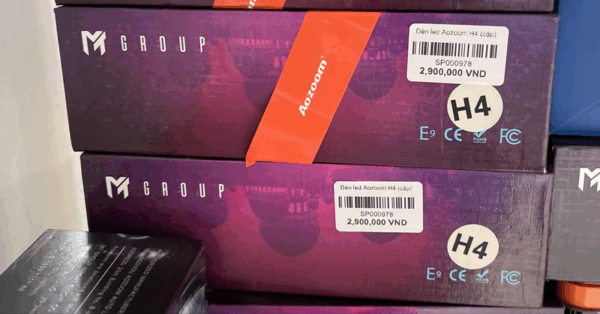 M GROUP
Aozoom
Đèn led Aozoom H4 (cặp)
SP000978
2,900,000 VND
H4
E9 CE RoHS FC
M GROUP
Đèn led Aozoom H4 (cặp)
SP000978
2,900,000 VND
H4
E9 CE FC